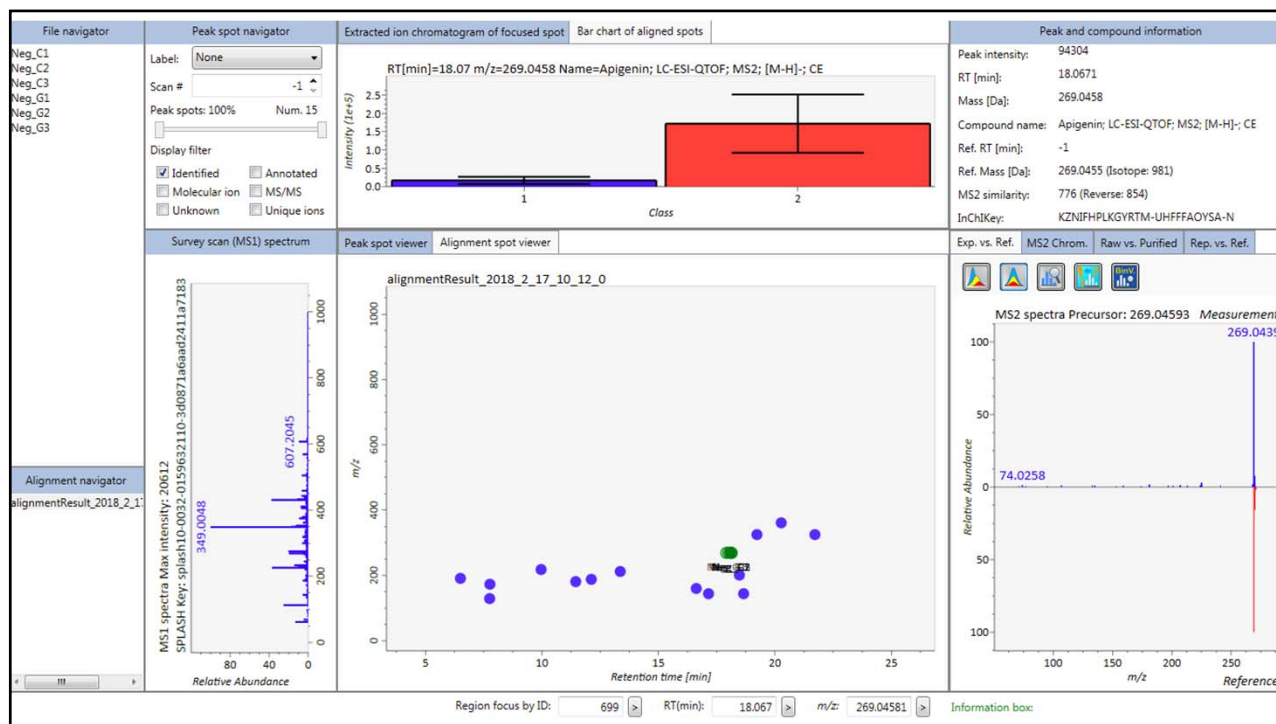 File navigator
Neg_C1
Neg_C2
Neg_C3
Neg_G1
Neg_G2
Neg_G3
Alignment navigator
alignmentResult_2018_2_17
Peak spot navigator
Label: None
Scan # -1
Peak spots: 100% Num. 15
Display filter
Identified Annotated
Molecular ion MS/MS
Unknown Unique ions
Extracted ion chromatogram of focused spot Bar chart of aligned spots
RT[min]=18.07 m/z=269.0458 Name=Apigenin; LC-ESI-QTOF; MS2; [M-H]-; CE
Intensity (1e+5)
2.5
2.0
1.5
1.0
0.5
0.0
1 2
Class
Peak and compound information
Peak intensity: 94304
RT [min]: 18.0671
Mass [Da]: 269.0458
Compound name: Apigenin; LC-ESI-QTOF; MS2; [M-H]-; CE
Ref. RT [min]: -1
Ref. Mass [Da]: 269.0455 (Isotope: 981)
MS2 similarity: 776 (Reverse: 854)
InChIKey: KZNIFHPLKGYRTM-UHFFFAOYSA-N
Survey scan (MS1) spectrum
MS1 spectra Max intensity: 20612
SPLASH Key: splash10-0032-0159632110-3d0871a6aad2411a7183
349.0048
607.2045
0 200 400 600 800 1000
80 40 0
Relative Abundance
Peak spot viewer Alignment spot viewer
alignmentResult_2018_2_17_10_12_0
m/z
1000
800
600
400
200
0
5 10 15 20 25
Retention time [min]
Exp. vs. Ref. MS2 Chrom. Raw vs. Purified Rep. vs. Ref.
BinV.
MS2 spectra Precursor: 269.04593 Measurement
269.0439
74.0258
Relative Abundance
100
50
0
50
100
100 150 200 250
m/z
Reference
Region focus by ID: 699 > RT(min): 18.067 > m/z: 269.04581 > Information box: